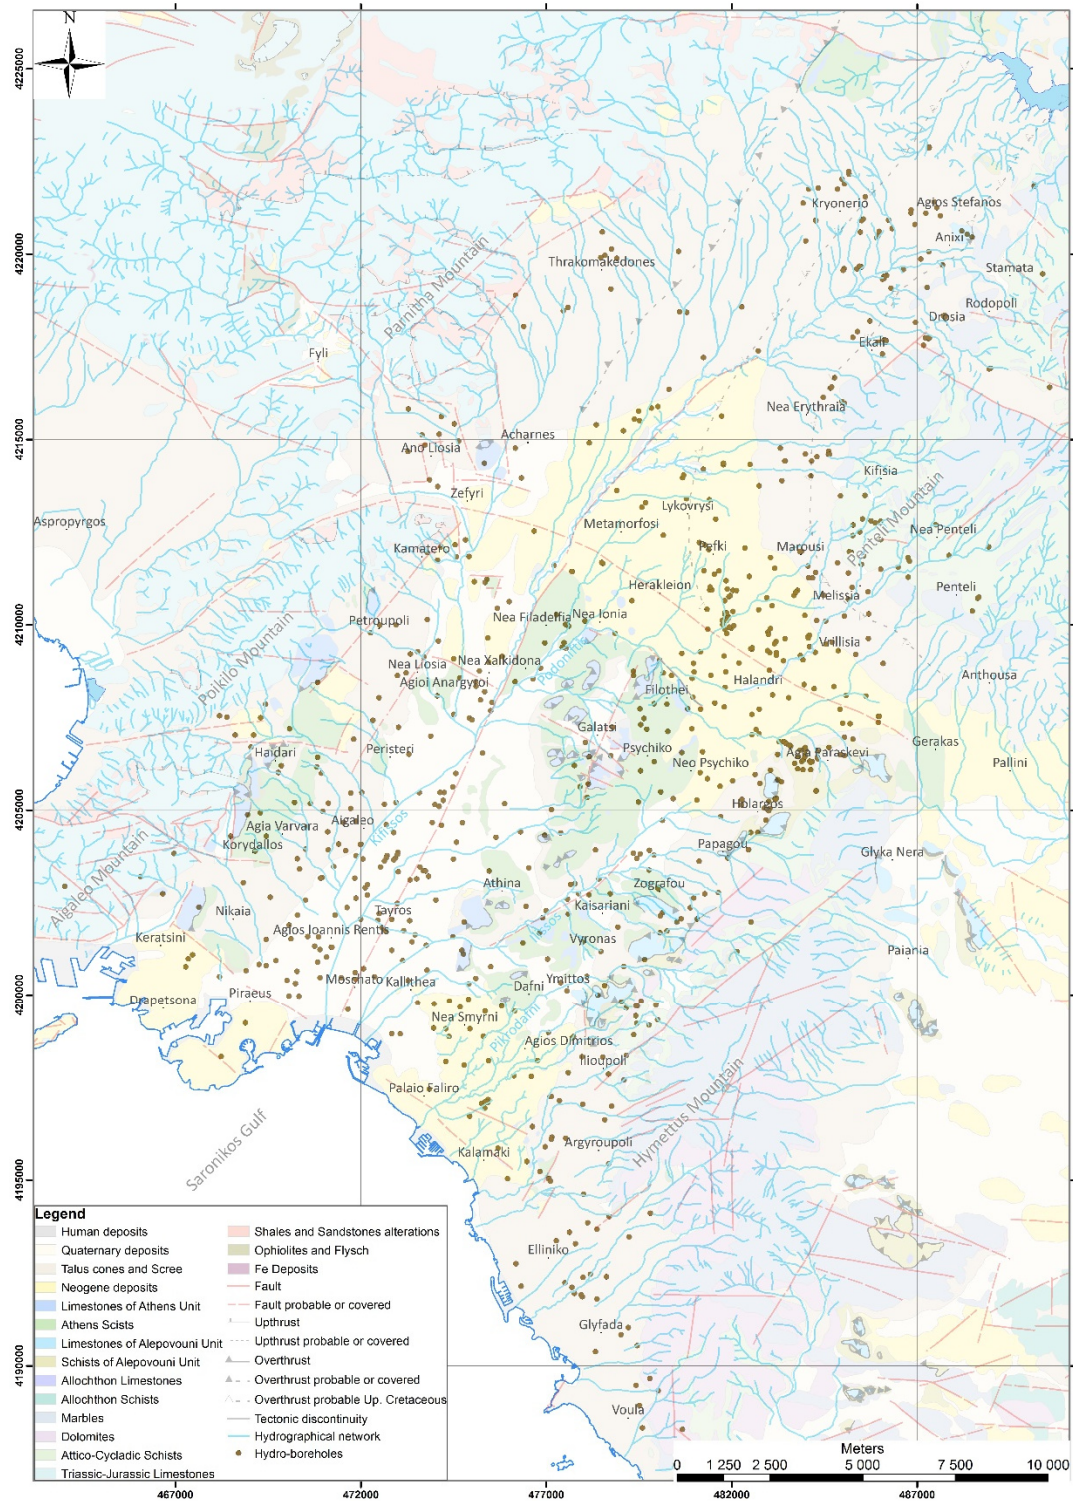 N
4225000
Kryonerio
Agios Stefanos
Anixi
4220000
Thrakomakedones
Stamata
Parnitha Mountain
Rodopoli
Drosia
Ekali
Fyli
Nea Erythraia
4215000
Acharnes
Ano Liosia
Kifisia
Zefyri
Lykovrysi
Aspropyrgos
Metamorfosi
Nea Penteli
Penteli Mountain
Kamatero
Pefki
Marousi
Herakleion
Penteli
Melissia
4210000
Petroupoli
Nea Filadelfia
Nea Ionia
Vrilissia
Poikilo Mountain
Nea Liosia
Nea Xalkidona
Podoniftis
Agioi Anargyroi
Halandri
Anthousa
Filothei
Galatsi
Haidari
Peristeri
Psychiko
Neo Psychiko
Agia Paraskevi
Gerakas
Pallini
4205000
Holargos
Agia Varvara
Aigaleo
Kifisos
Korydallos
Papagou
Glyka Nera
Aigaleo Mountain
Athina
Zografou
Nikaia
Tayros
Kaisariani
Keratsini
Agios Ioannis Rentis
Vyronas
Paiania
4200000
Drapetsona
Piraeus
Moschato
Kallithea
Dafni
Ymittos
Nea Smyrni
Pikrodafni
Agios Dimitrios
Ilioupoli
Palaio Faliro
Hymettus Mountain
Saronikos Gulf
Argyroupoli
Kalamaki
4195000
Elliniko
Glyfada
4190000
Voula
Legend
Human deposits
Quaternary deposits
Talus cones and Scree
Neogene deposits
Limestones of Athens Unit
Athens Scists
Limestones of Alepovouni Unit
Schists of Alepovouni Unit
Allochthon Limestones
Allochthon Schists
Marbles
Dolomites
Attico-Cycladic Schists
Triassic-Jurassic Limestones
Shales and Sandstones alterations
Ophiolites and Flysch
Fe Deposits
Fault
Fault probable or covered
Upthrust
Upthrust probable or covered
Overthrust
Overthrust probable or covered
Overthrust probable Up. Cretaceous
Tectonic discontinuity
Hydrographical network
Hydro-boreholes
Meters
0 1 250 2 500 5 000 7 500 10 000
467000 472000 477000 482000 487000